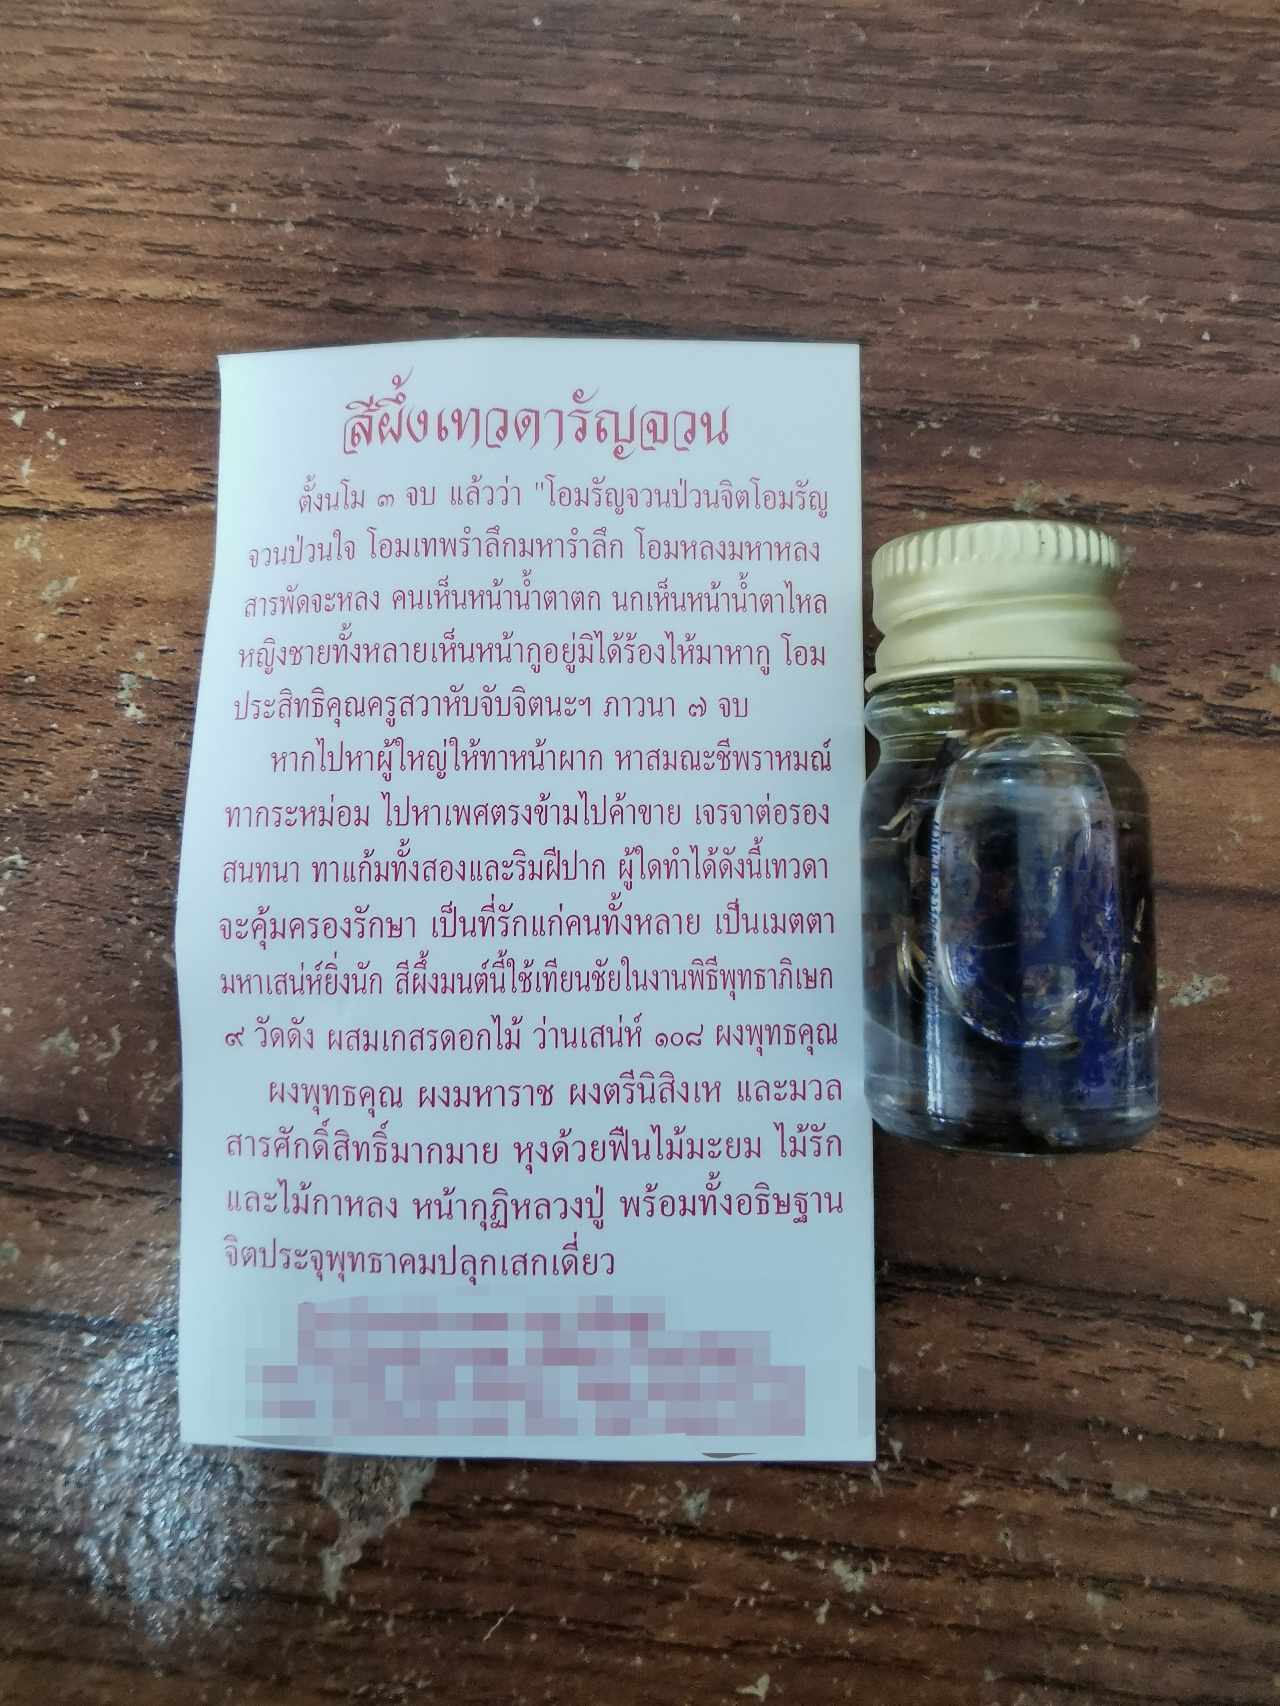 สีผึ้งเทวดารัญจวน
ตั้งนโม ๓ จบ แล้วว่า "โอมรัญจวนป่วนจิตโอมรัญ
จวนป่วนใจ โอมเทพรำลึกมหารำลึก โอมหลงมหาหลง
สารพัดจะหลง คนเห็นหน้าน้ำตาตก นกเห็นหน้าน้ำตาไหล
หญิงชายทั้งหลายเห็นหน้ากูอยู่มิได้ร้องไห้มาหากู โอม
ประสิทธิคุณครูสวาหับจับจิตนะฯ ภาวนา ๗ จบ
หากไปหาผู้ใหญ่ให้ทาหน้าผาก หาสมณะชีพราหมณ์
ทากระหม่อม ไปหาเพศตรงข้ามไปค้าขาย เจรจาต่อรอง
สนทนา ทาแก้มทั้งสองและริมฝีปาก ผู้ใดทำได้ดังนี้เทวดา
จะคุ้มครองรักษา เป็นที่รักแก่คนทั้งหลาย เป็นเมตตา
มหาเสน่ห์ยิ่งนัก สีผึ้งมนต์นี้ใช้เทียนชัยในงานพิธีพุทธาภิเษก
๙ วัดดัง ผสมเกสรดอกไม้ ว่านเสน่ห์ ๑๐๘ ผงพุทธคุณ
ผงพุทธคุณ ผงมหาราช ผงตรีนิสิงเห และมวล
สารศักดิ์สิทธิ์มากมาย หุงด้วยฟืนไม้มะยม ไม้รัก
และไม้กาหลง หน้ากุฏิหลวงปู่ พร้อมทั้งอธิษฐาน
จิตประจุพุทธาคมปลุกเสกเดี่ยว